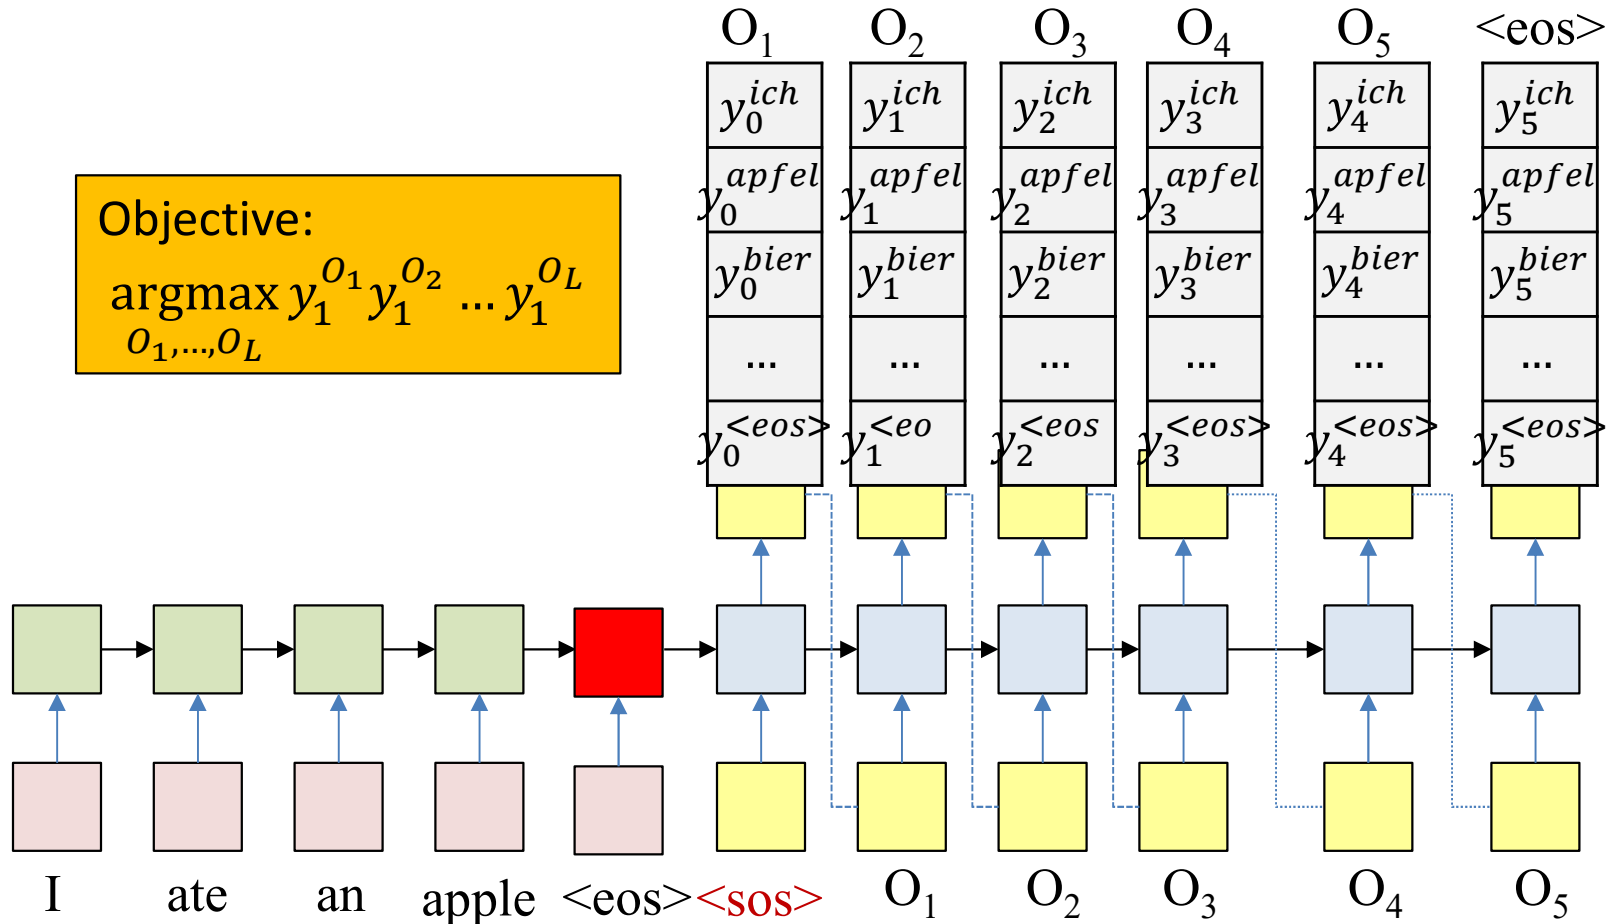 O₁ O₂ O₃ O₄ O₅ <eos>
y₀^{ich} y₁^{ich} y₂^{ich} y₃^{ich} y₄^{ich} y₅^{ich}
y₀^{apfel} y₁^{apfel} y₂^{apfel} y₃^{apfel} y₄^{apfel} y₅^{apfel}
y₀^{bier} y₁^{bier} y₂^{bier} y₃^{bier} y₄^{bier} y₅^{bier}
... ... ... ... ... ...
y₀^{<eos>} y₁^{<eo} y₂^{<eos} y₃^{<eos>} y₄^{<eos>} y₅^{<eos>}
Objective:
argmax y₁^{O₁} y₁^{O₂} ... y₁^{O_L}
O₁,...,O_L
I ate an apple <eos> <sos> O₁ O₂ O₃ O₄ O₅